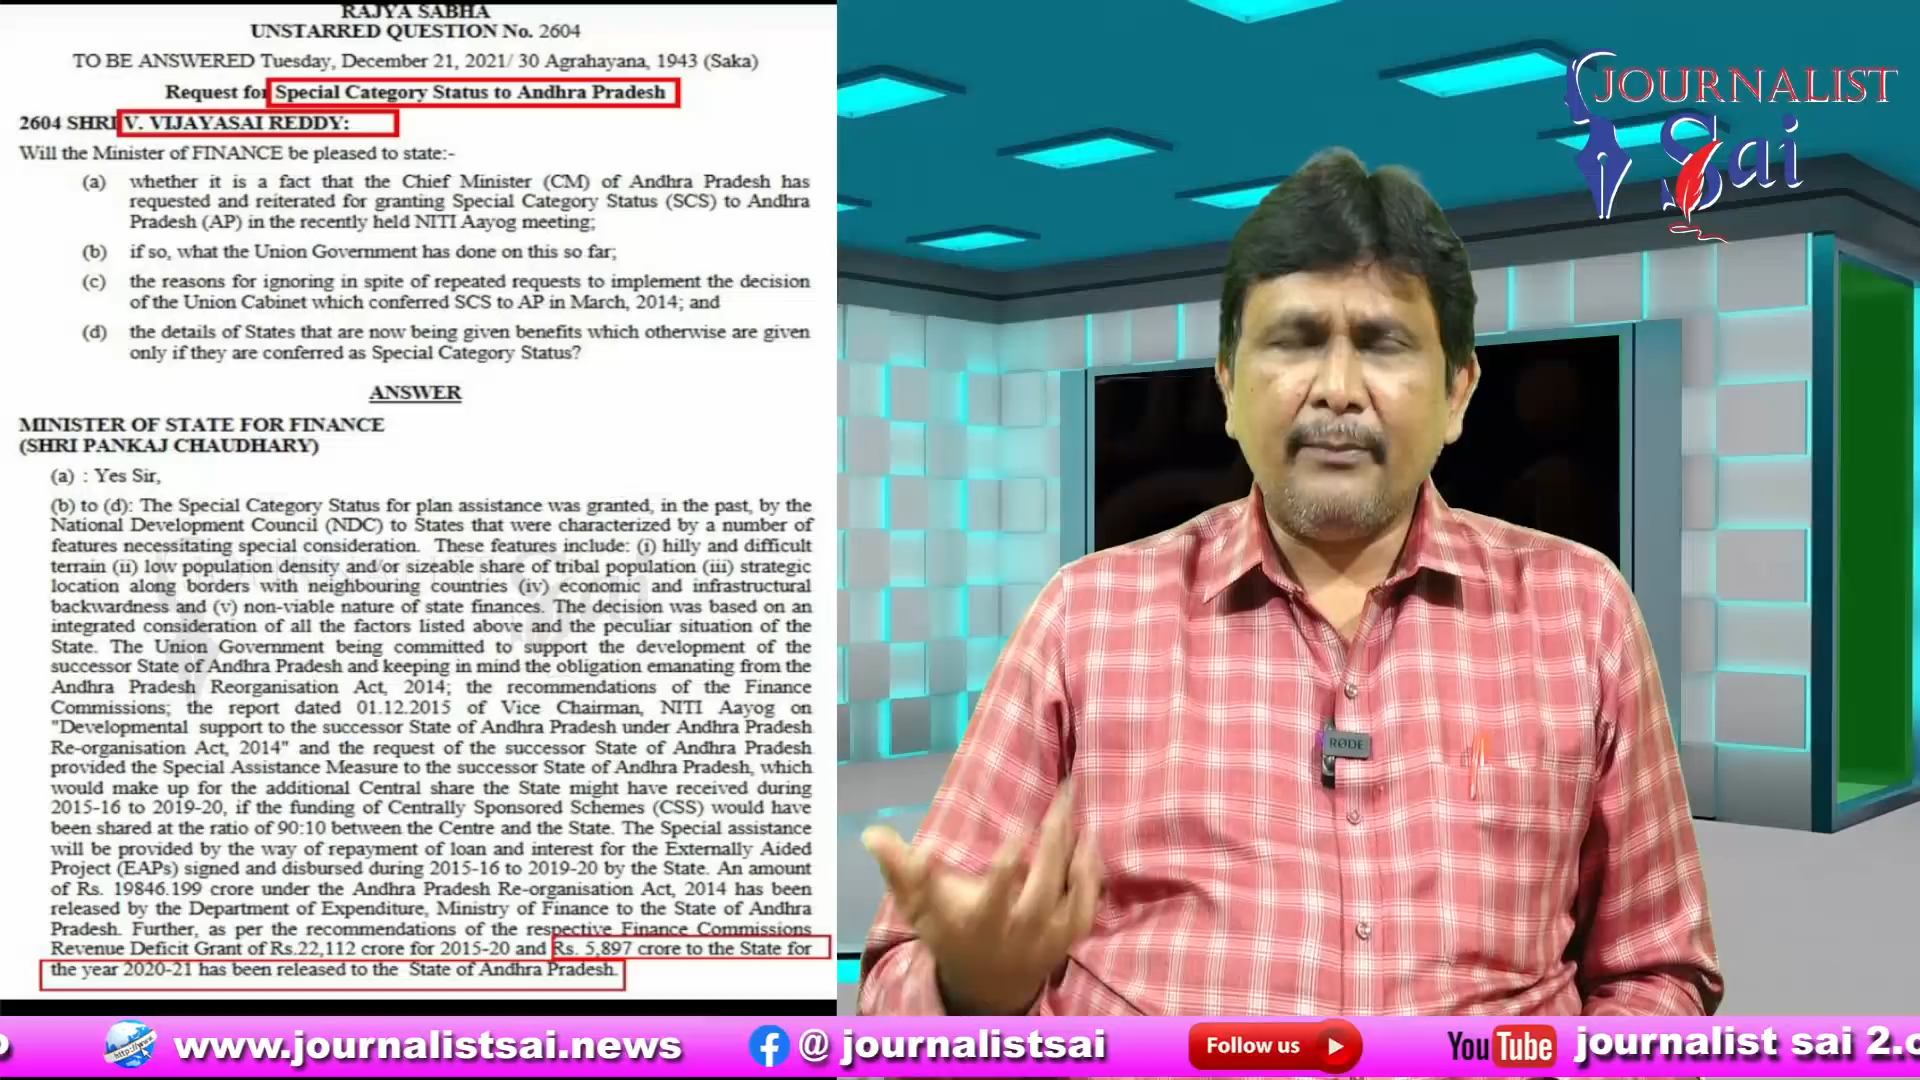 RAJYA SABHA
UNSTARRED QUESTION No. 2604
TO BE ANSWERED Tuesday, December 21, 2021/ 30 Agrahayana, 1943 (Saka)
Request for Special Category Status to Andhra Pradesh
2604 SHRI V. VIJAYASAI REDDY:
Will the Minister of FINANCE be pleased to state:-
(a) whether it is a fact that the Chief Minister (CM) of Andhra Pradesh has
requested and reiterated for granting Special Category Status (SCS) to Andhra
Pradesh (AP) in the recently held NITI Aayog meeting;
(b) if so, what the Union Government has done on this so far;
(c) the reasons for ignoring in spite of repeated requests to implement the decision
of the Union Cabinet which conferred SCS to AP in March, 2014; and
(d) the details of States that are now being given benefits which otherwise are given
only if they are conferred as Special Category Status?
ANSWER
MINISTER OF STATE FOR FINANCE
(SHRI PANKAJ CHAUDHARY)
(a) : Yes Sir,
(b) to (d): The Special Category Status for plan assistance was granted, in the past, by the
National Development Council (NDC) to States that were characterized by a number of
features necessitating special consideration. These features include: (i) hilly and difficult
terrain (ii) low population density and/or sizeable share of tribal population (iii) strategic
location along borders with neighbouring countries (iv) economic and infrastructural
backwardness and (v) non-viable nature of state finances. The decision was based on an
integrated consideration of all the factors listed above and the peculiar situation of the
State. The Union Government being committed to support the development of the
successor State of Andhra Pradesh and keeping in mind the obligation emanating from the
Andhra Pradesh Reorganisation Act, 2014; the recommendations of the Finance
Commissions; the report dated 01.12.2015 of Vice Chairman, NITI Aayog on
"Developmental support to the successor State of Andhra Pradesh under Andhra Pradesh
Re-organisation Act, 2014" and the request of the successor State of Andhra Pradesh
provided the Special Assistance Measure to the successor State of Andhra Pradesh, which
would make up for the additional Central share the State might have received during
2015-16 to 2019-20, if the funding of Centrally Sponsored Schemes (CSS) would have
been shared at the ratio of 90:10 between the Centre and the State. The Special assistance
will be provided by the way of repayment of loan and interest for the Externally Aided
Project (EAPs) signed and disbursed during 2015-16 to 2019-20 by the State. An amount
of Rs. 19846.199 crore under the Andhra Pradesh Re-organisation Act, 2014 has been
released by the Department of Expenditure, Ministry of Finance to the State of Andhra
Pradesh. Further, as per the recommendations of the respective Finance Commissions
Revenue Deficit Grant of Rs.22,112 crore for 2015-20 and Rs. 5,897 crore to the State for
the year 2020-21 has been released to the State of Andhra Pradesh.
JOURNALIST
Sai
RODE
www.journalistsai.news
@ journalistsai
Follow us
YouTube
journalist sai 2.